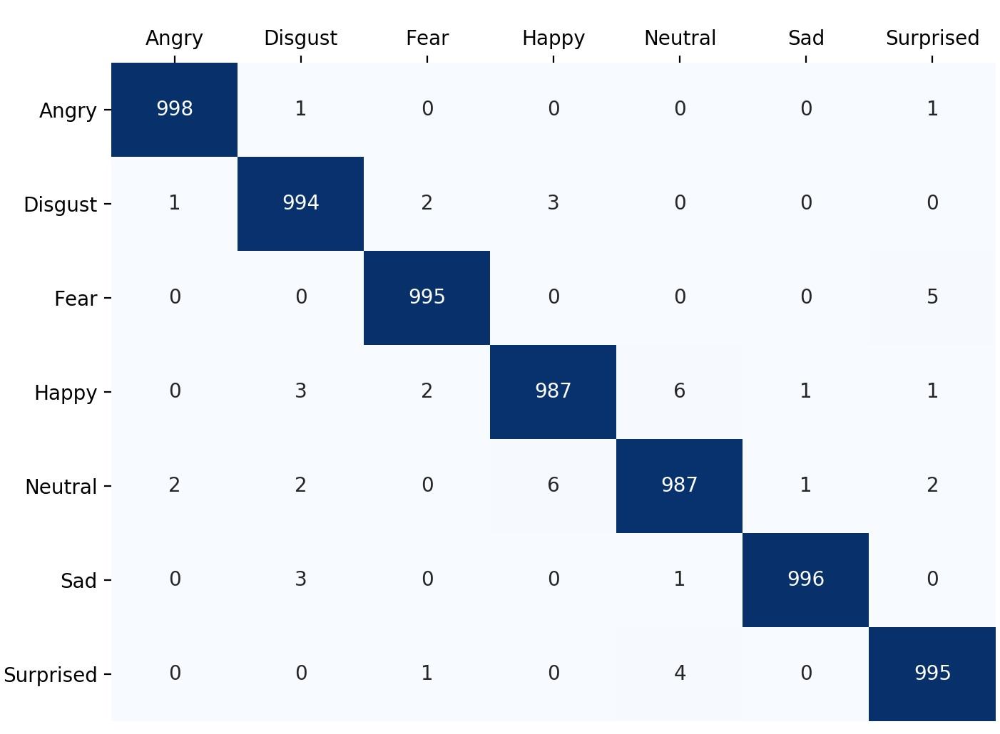 Angry Disgust Fear Happy Neutral Sad Surprised
Angry 998 1 0 0 0 0 1
Disgust 1 994 2 3 0 0 0
Fear 0 0 995 0 0 0 5
Happy 0 3 2 987 6 1 1
Neutral 2 2 0 6 987 1 2
Sad 0 3 0 0 1 996 0
Surprised 0 0 1 0 4 0 995